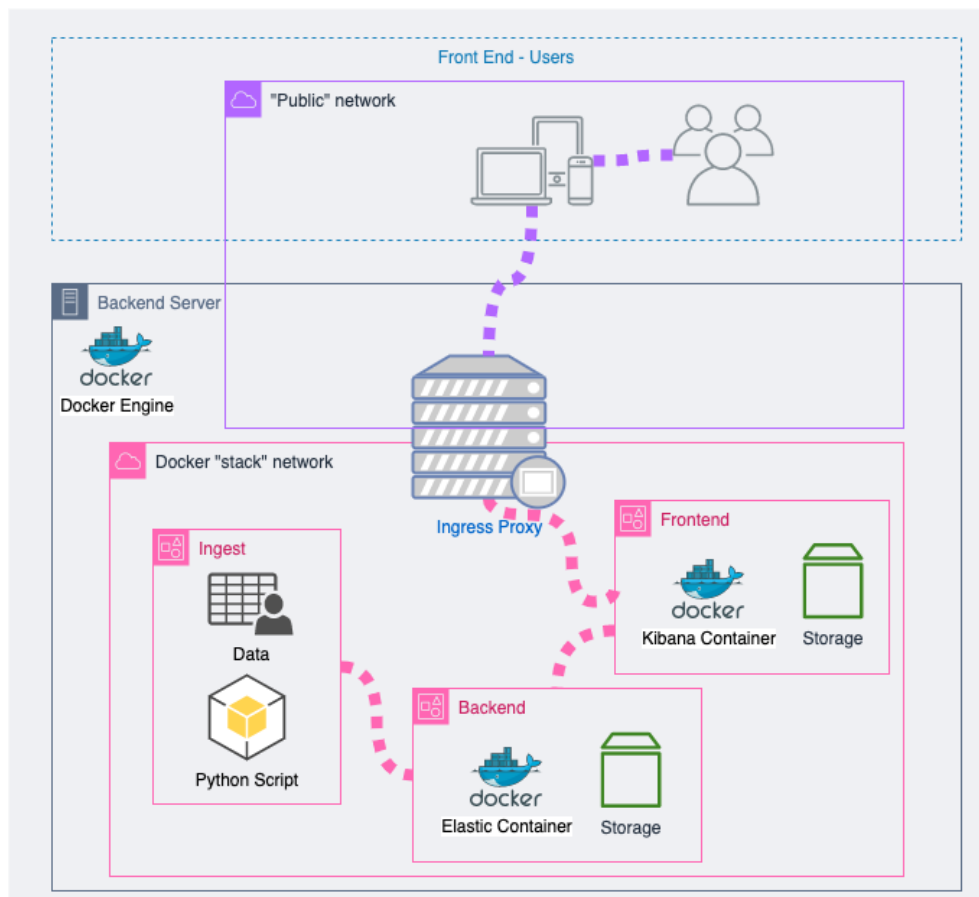 Front End - Users
"Public" network
Backend Server
docker
Docker Engine
Docker "stack" network
Ingress Proxy
Frontend
docker
Kibana Container
Storage
Ingest
Data
Python Script
Backend
docker
Elastic Container
Storage